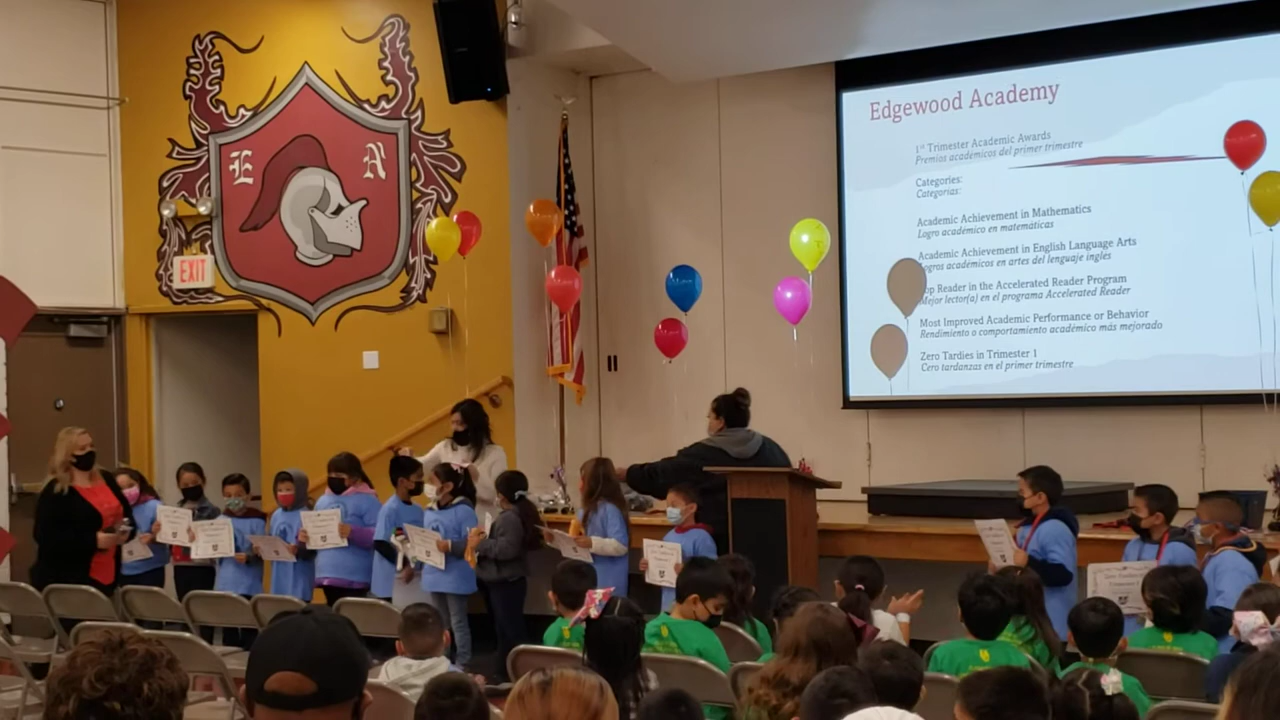 E A
EXIT
Edgewood Academy
1st Trimester Academic Awards
Premios académicos del primer trimestre
Categories:
Categorías:
Academic Achievement in Mathematics
Logro académico en matemáticas
Academic Achievement in English Language Arts
ogros académicos en artes del lenguaje inglés
op Reader in the Accelerated Reader Program
Mejor lector(a) en el programa Accelerated Reader
Most Improved Academic Performance or Behavior
Rendimiento o comportamiento académico más mejorado
Zero Tardies in Trimester 1
Cero tardanzas en el primer trimestre